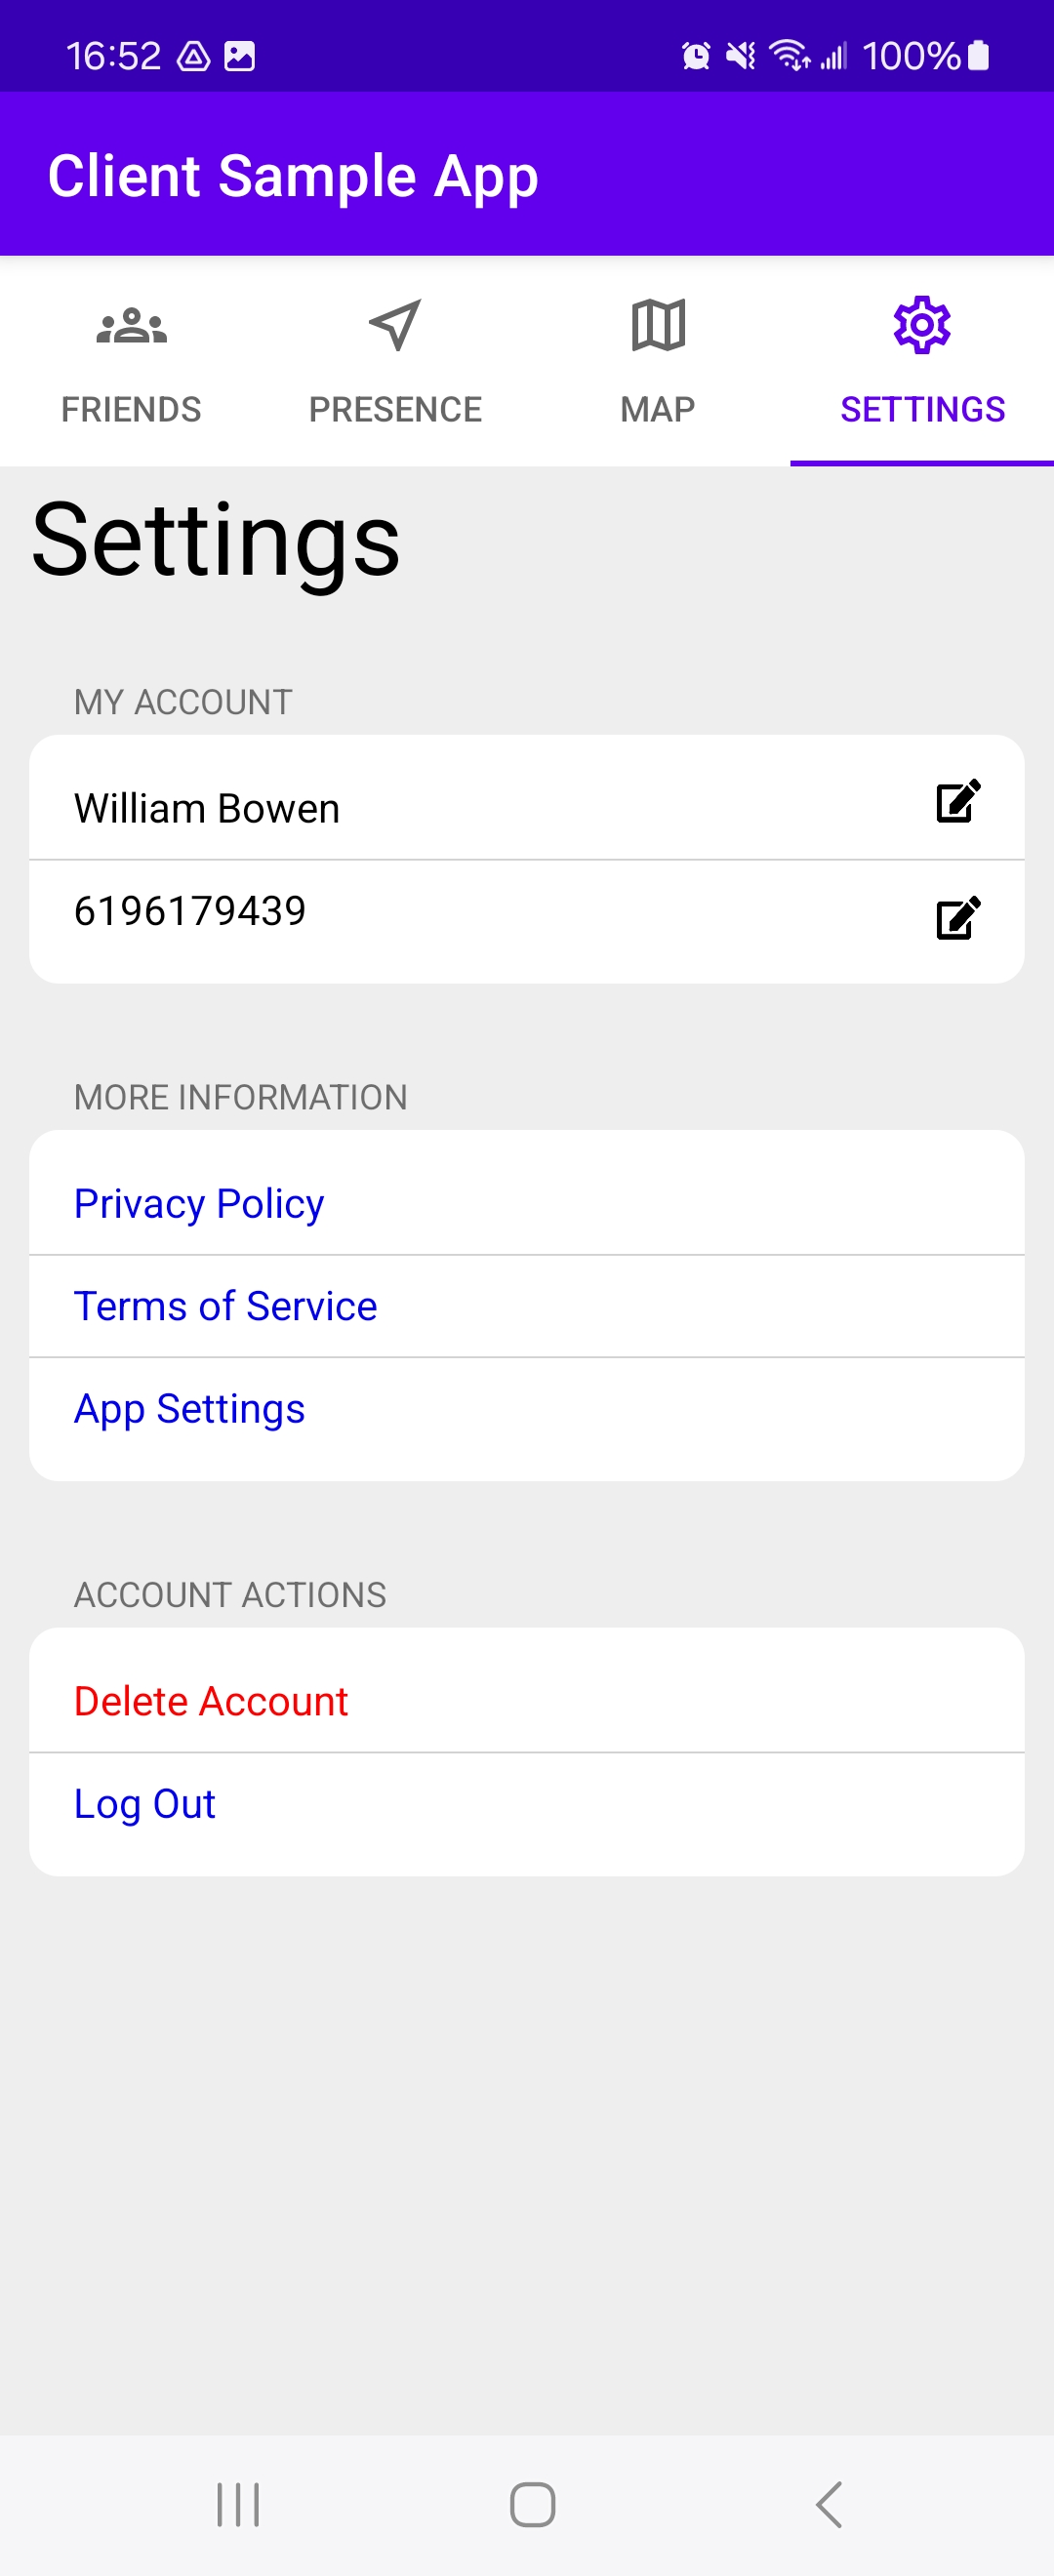 16:52
100%
Client Sample App
FRIENDS PRESENCE MAP SETTINGS
Settings
MY ACCOUNT
William Bowen
6196179439
MORE INFORMATION
Privacy Policy
Terms of Service
App Settings
ACCOUNT ACTIONS
Delete Account
Log Out